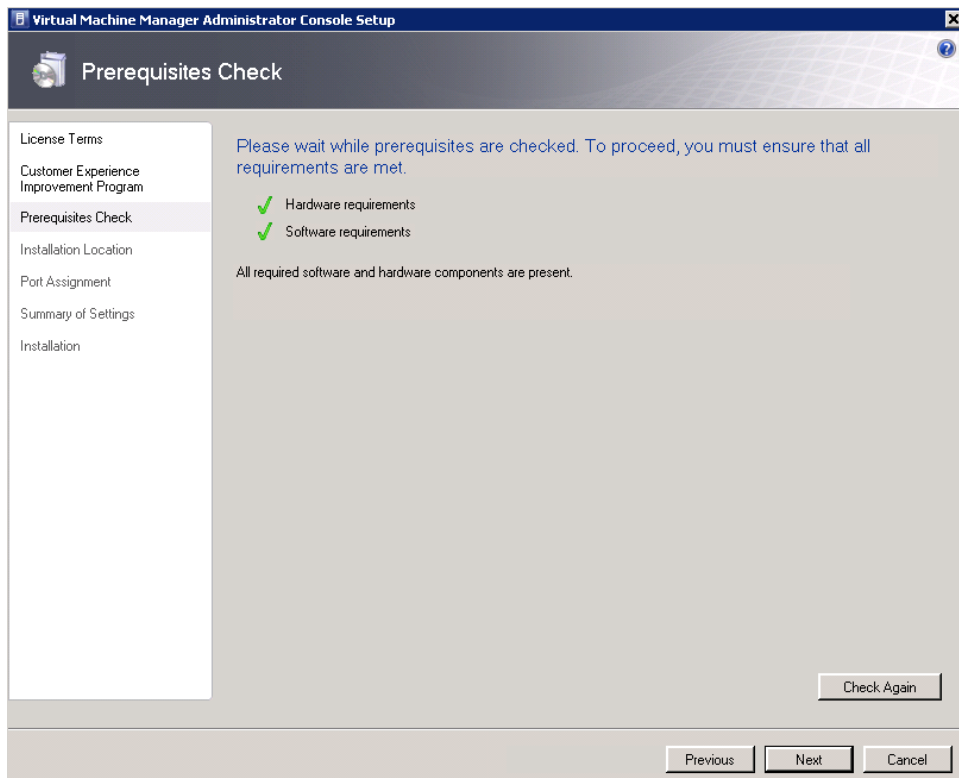 Virtual Machine Manager Administrator Console Setup
Prerequisites Check
License Terms
Customer Experience
Improvement Program
Prerequisites Check
Installation Location
Port Assignment
Summary of Settings
Installation
Please wait while prerequisites are checked. To proceed, you must ensure that all
requirements are met.
Hardware requirements
Software requirements
All required software and hardware components are present.
Check Again
Previous
Next
Cancel